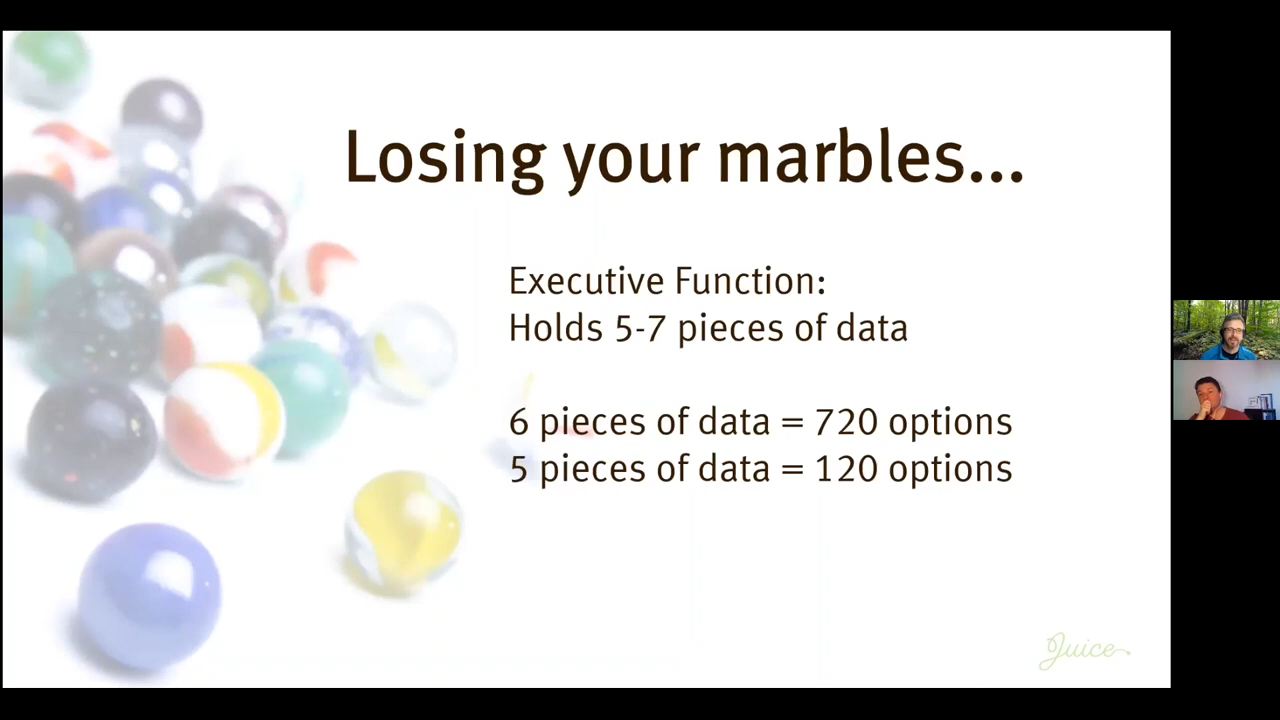 Losing your marbles...
Executive Function:
Holds 5-7 pieces of data
6 pieces of data = 720 options
5 pieces of data = 120 options
Juice